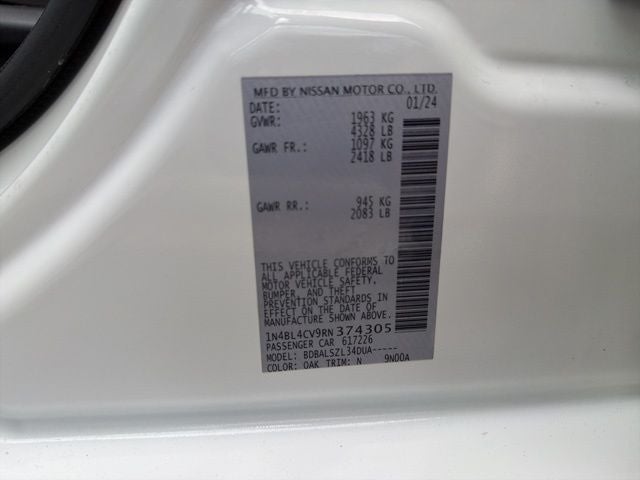 MFD BY NISSAN MOTOR CO., LTD.
DATE: 01/24
GVWR: 1963 KG
4328 LB
GAWR FR.: 1097 KG
2418 LB
GAWR RR.: 945 KG
2083 LB
THIS VEHICLE CONFORMS TO
ALL APPLICABLE FEDERAL
MOTOR VEHICLE SAFETY,
BUMPER, AND THEFT
PREVENTION STANDARDS IN
EFFECT ON THE DATE OF
MANUFACTURE SHOWN ABOVE.
1N4BL4CV9RN374305
PASSENGER CAR 617226
MODEL: BDBALSZL34DUA-----
COLOR: OAK TRIM: N 9N00A